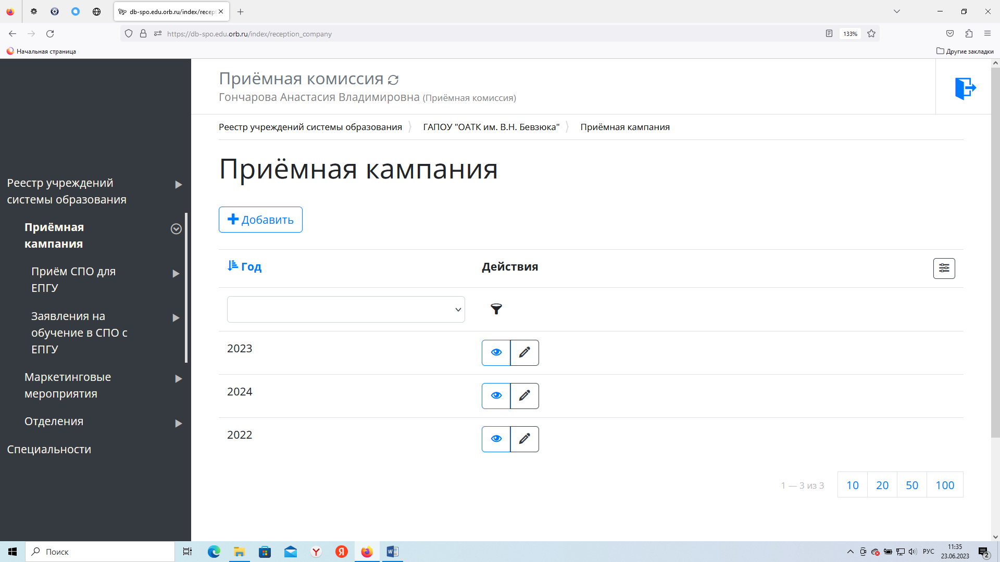 db-spo.edu.orb.ru/index/recept
https://db-spo.edu.orb.ru/index/reception_company
133%
Начальная страница
Другие закладки
Приёмная комиссия
Гончарова Анастасия Владимировна (Приёмная комиссия)
Реестр учреждений системы образования
ГАПОУ "ОАТК им. В.Н. Бевзюка"
Приёмная кампания
Приёмная кампания
Реестр учреждений
системы образования
Приёмная
кампания
Приём СПО для
ЕПГУ
Заявления на
обучение в СПО с
ЕПГУ
Маркетинговые
мероприятия
Отделения
Специальности
Добавить
Год
Действия
2023
2024
2022
1 — 3 из 3
10
20
50
100
Поиск
РУС
11:35
23.06.2023
2